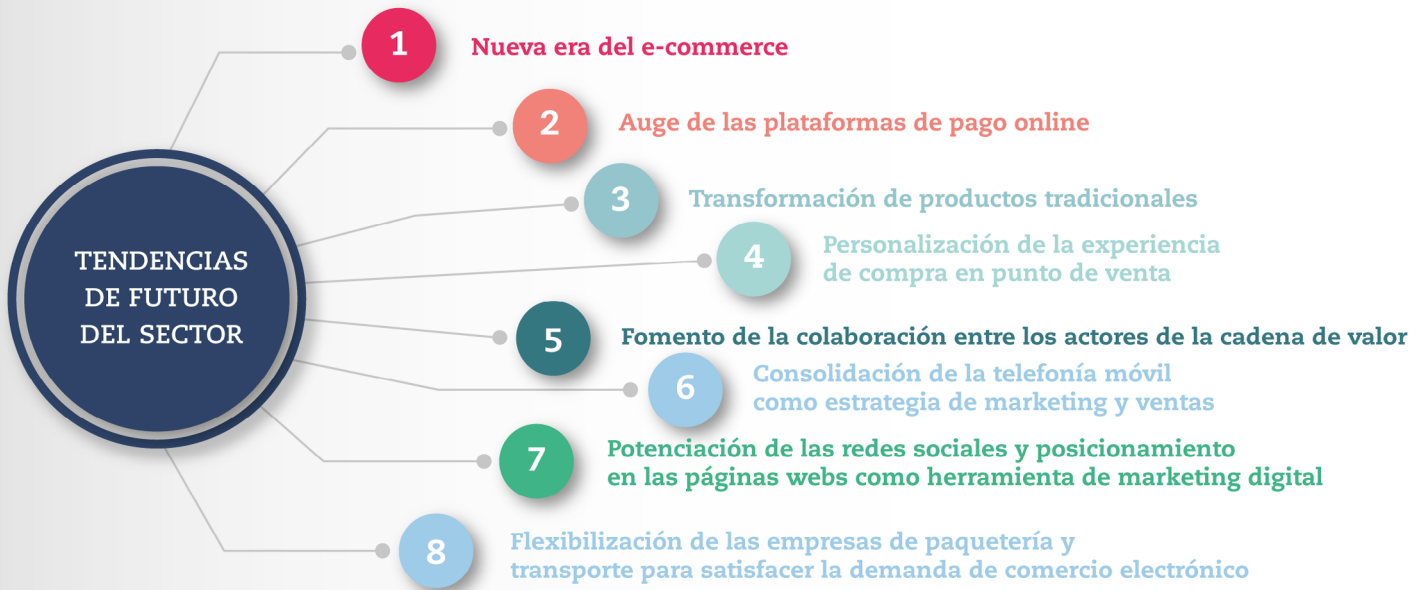 TENDENCIAS
DE FUTURO
DEL SECTOR
1
Nueva era del e-commerce
2
Auge de las plataformas de pago online
3
Transformación de productos tradicionales
4
Personalización de la experiencia
de compra en punto de venta
5
Fomento de la colaboración entre los actores de la cadena de valor
6
Consolidación de la telefonía móvil
como estrategia de marketing y ventas
7
Potenciación de las redes sociales y posicionamiento
en las páginas webs como herramienta de marketing digital
8
Flexibilización de las empresas de paquetería y
transporte para satisfacer la demanda de comercio electrónico